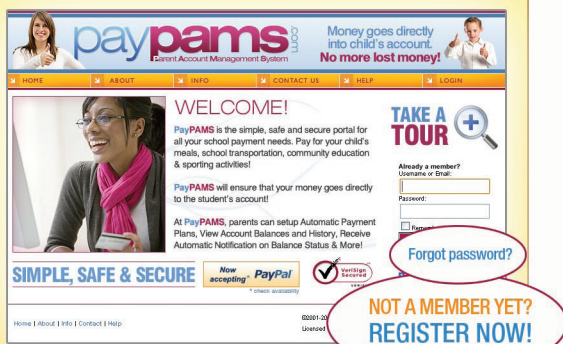 paypams.com
Parent Account Management System
Money goes directly
into child's account.
No more lost money!
HOME
ABOUT
INFO
CONTACT US
HELP
LOGIN
WELCOME!
PayPAMS is the simple, safe and secure portal for
all your school payment needs. Pay for your child's
meals, school transportation, community education
& sporting activities!
PayPAMS will ensure that your money goes directly
to the student's account!
At PayPAMS, parents can setup Automatic Payment
Plans, View Account Balances and History, Receive
Automatic Notification on Balance Status & More!
TAKE A
TOUR
Already a member?
Username or Email:
Password:
Forgot password?
SIMPLE, SAFE & SECURE
Now
accepting* PayPal
* check availability
VeriSign
Secured
NOT A MEMBER YET?
REGISTER NOW!
Home | About | Info | Contact | Help
©2001-20
Licensed